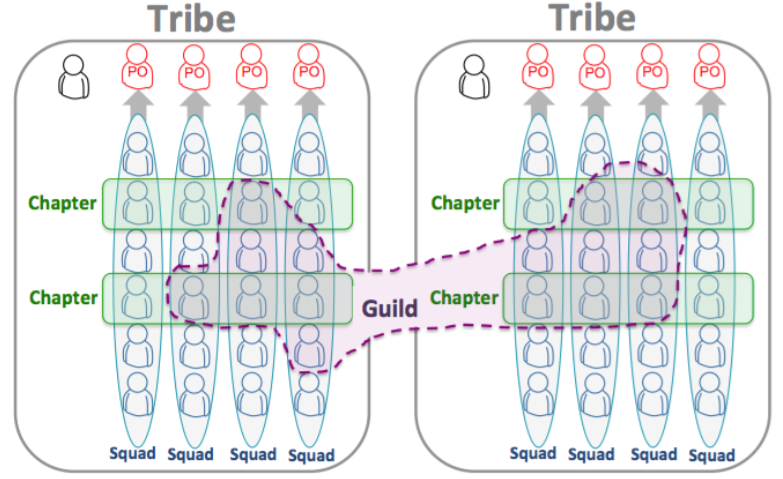 Tribe Tribe
PO PO PO PO PO PO PO PO
Chapter Chapter
Chapter Guild Chapter
Squad Squad Squad Squad Squad Squad Squad Squad